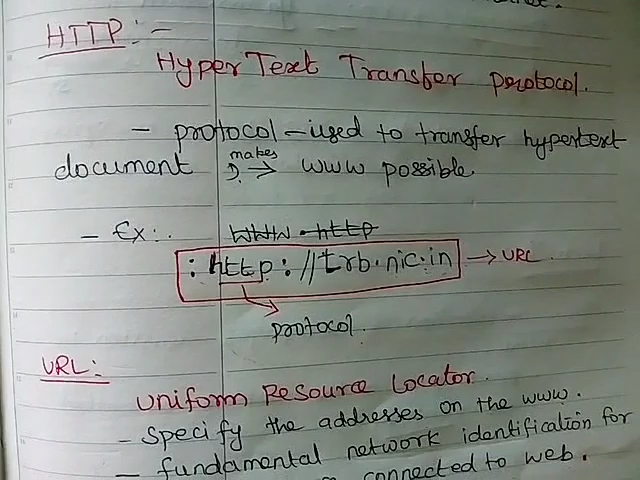 HTTP:-
HyperText Transfer protocol.
- protocol - used to transfer hypertext
document makes → www possible.
- Ex:. www.http
: http://trb.nic.in → URL
protocol.
URL:
Uniform Resource Locator.
- specify the addresses on the www.
- fundamental network identification for
connected to web.